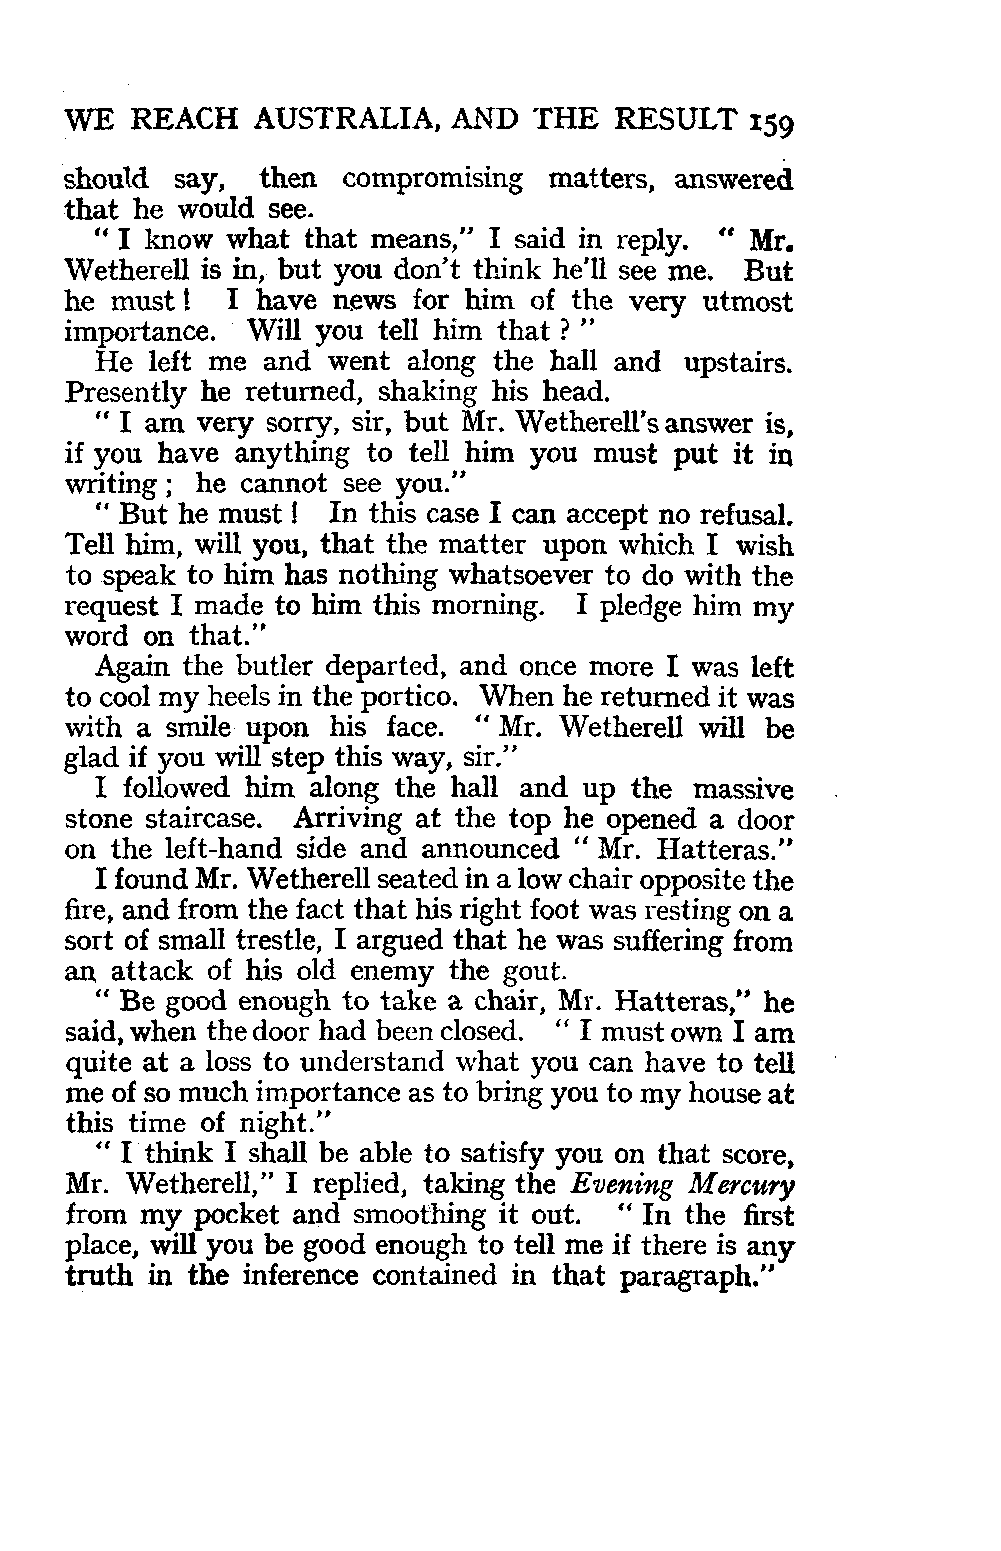 WE REACH AUSTRALIA, AND THE RESULT 159
should say, then compromising matters, answered
that he would see.
“ I know what that means,” I said in reply. “ Mr.
Wetherell is in, but you don't think he'll see me. But
he must ! I have news for him of the very utmost
importance. Will you tell him that ? ”
He left me and went along the hall and upstairs.
Presently he returned, shaking his head.
“ I am very sorry, sir, but Mr. Wetherell's answer is,
if you have anything to tell him you must put it in
writing ; he cannot see you.”
“ But he must ! In this case I can accept no refusal.
Tell him, will you, that the matter upon which I wish
to speak to him has nothing whatsoever to do with the
request I made to him this morning. I pledge him my
word on that.”
Again the butler departed, and once more I was left
to cool my heels in the portico. When he returned it was
with a smile upon his face. “ Mr. Wetherell will be
glad if you will step this way, sir.”
I followed him along the hall and up the massive
stone staircase. Arriving at the top he opened a door
on the left-hand side and announced “ Mr. Hatteras.”
I found Mr. Wetherell seated in a low chair opposite the
fire, and from the fact that his right foot was resting on a
sort of small trestle, I argued that he was suffering from
an attack of his old enemy the gout.
“ Be good enough to take a chair, Mr. Hatteras,” he
said, when the door had been closed. “ I must own I am
quite at a loss to understand what you can have to tell
me of so much importance as to bring you to my house at
this time of night.”
“ I think I shall be able to satisfy you on that score,
Mr. Wetherell,” I replied, taking the Evening Mercury
from my pocket and smoothing it out. “ In the first
place, will you be good enough to tell me if there is any
truth in the inference contained in that paragraph.”